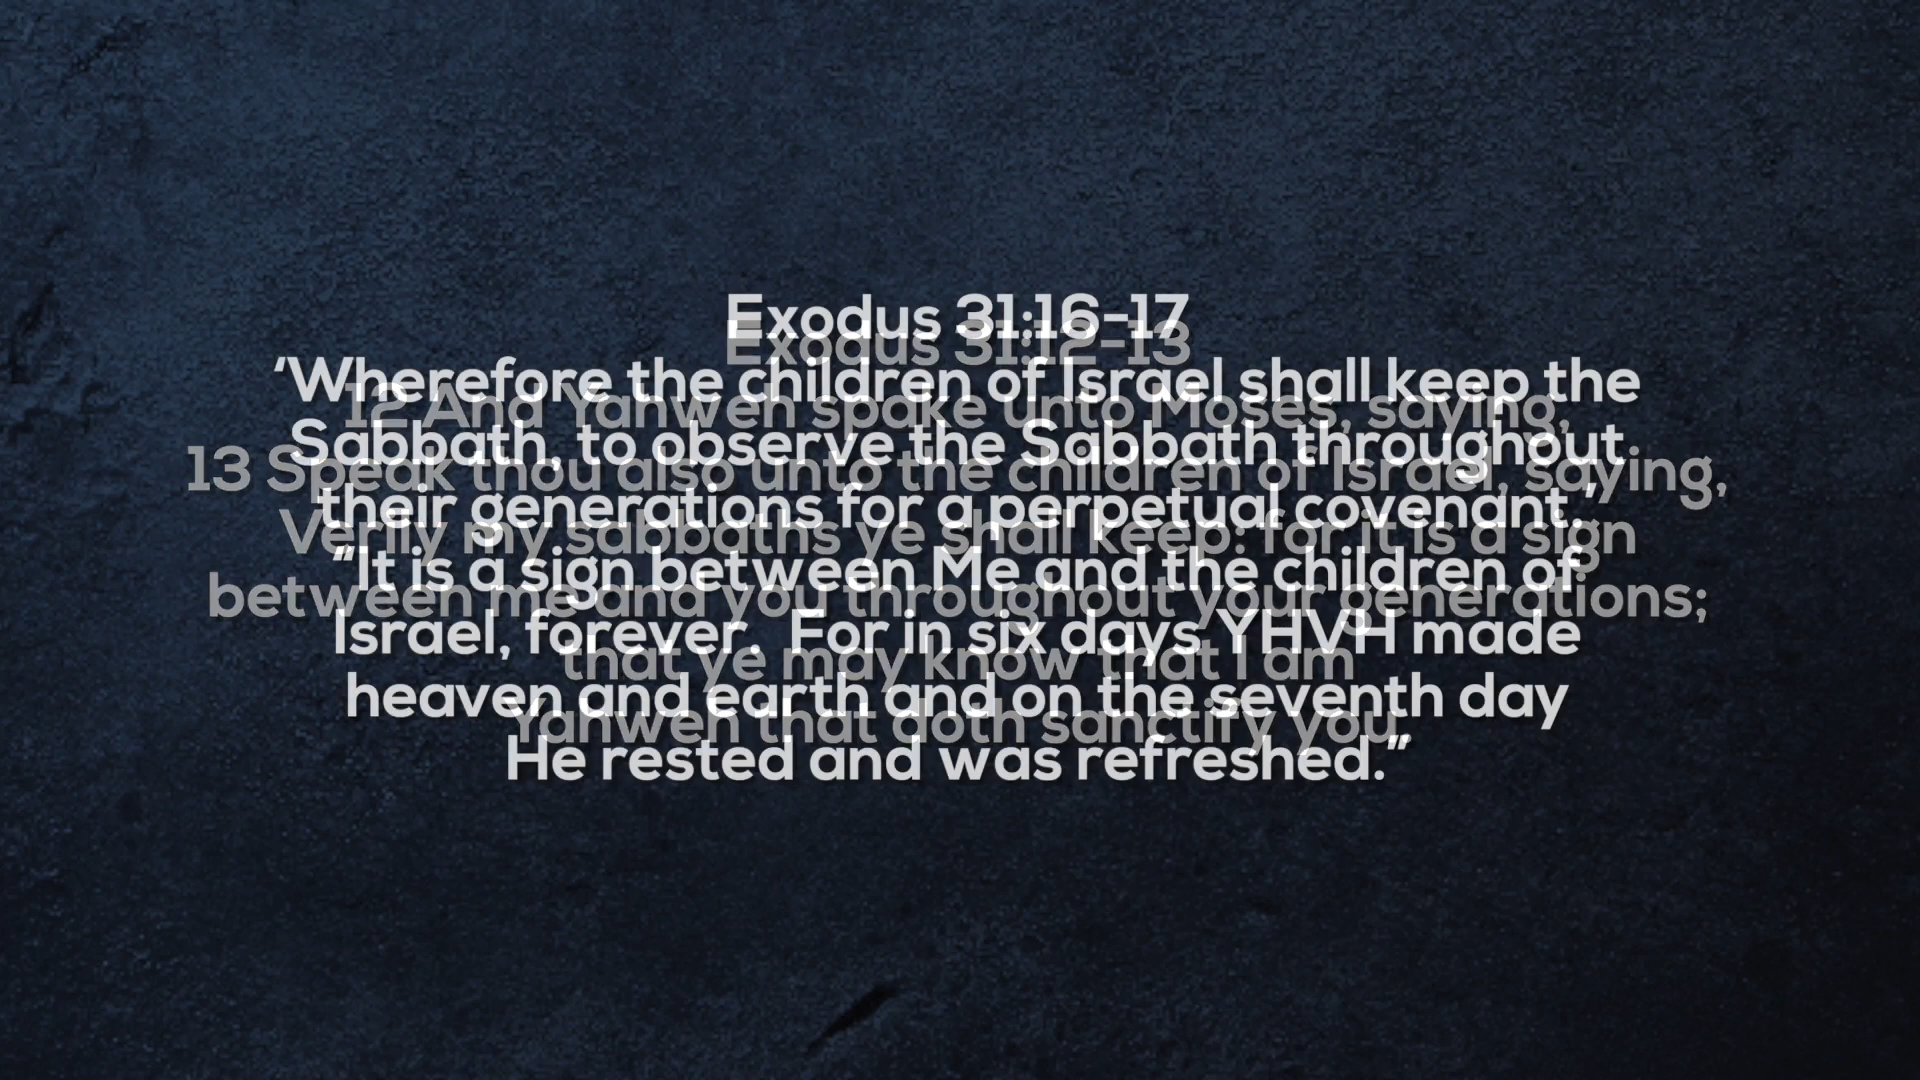 Exodus 31:16-17
‘Wherefore the children of Israel shall keep the
Sabbath, to observe the Sabbath throughout
their generations for a perpetual covenant.’
“It is a sign between Me and the children of
Israel, forever.  For in six days YHVH made
heaven and earth and on the seventh day
He rested and was refreshed.”
Exodus 31:12-13
12 And Yahweh spake unto Moses, saying,
13 Speak thou also unto the children of Israel, saying,
Verily my sabbaths ye shall keep: for it is a sign
between me and you throughout your generations;
that ye may know that I am
Yahweh that doth sanctify you.